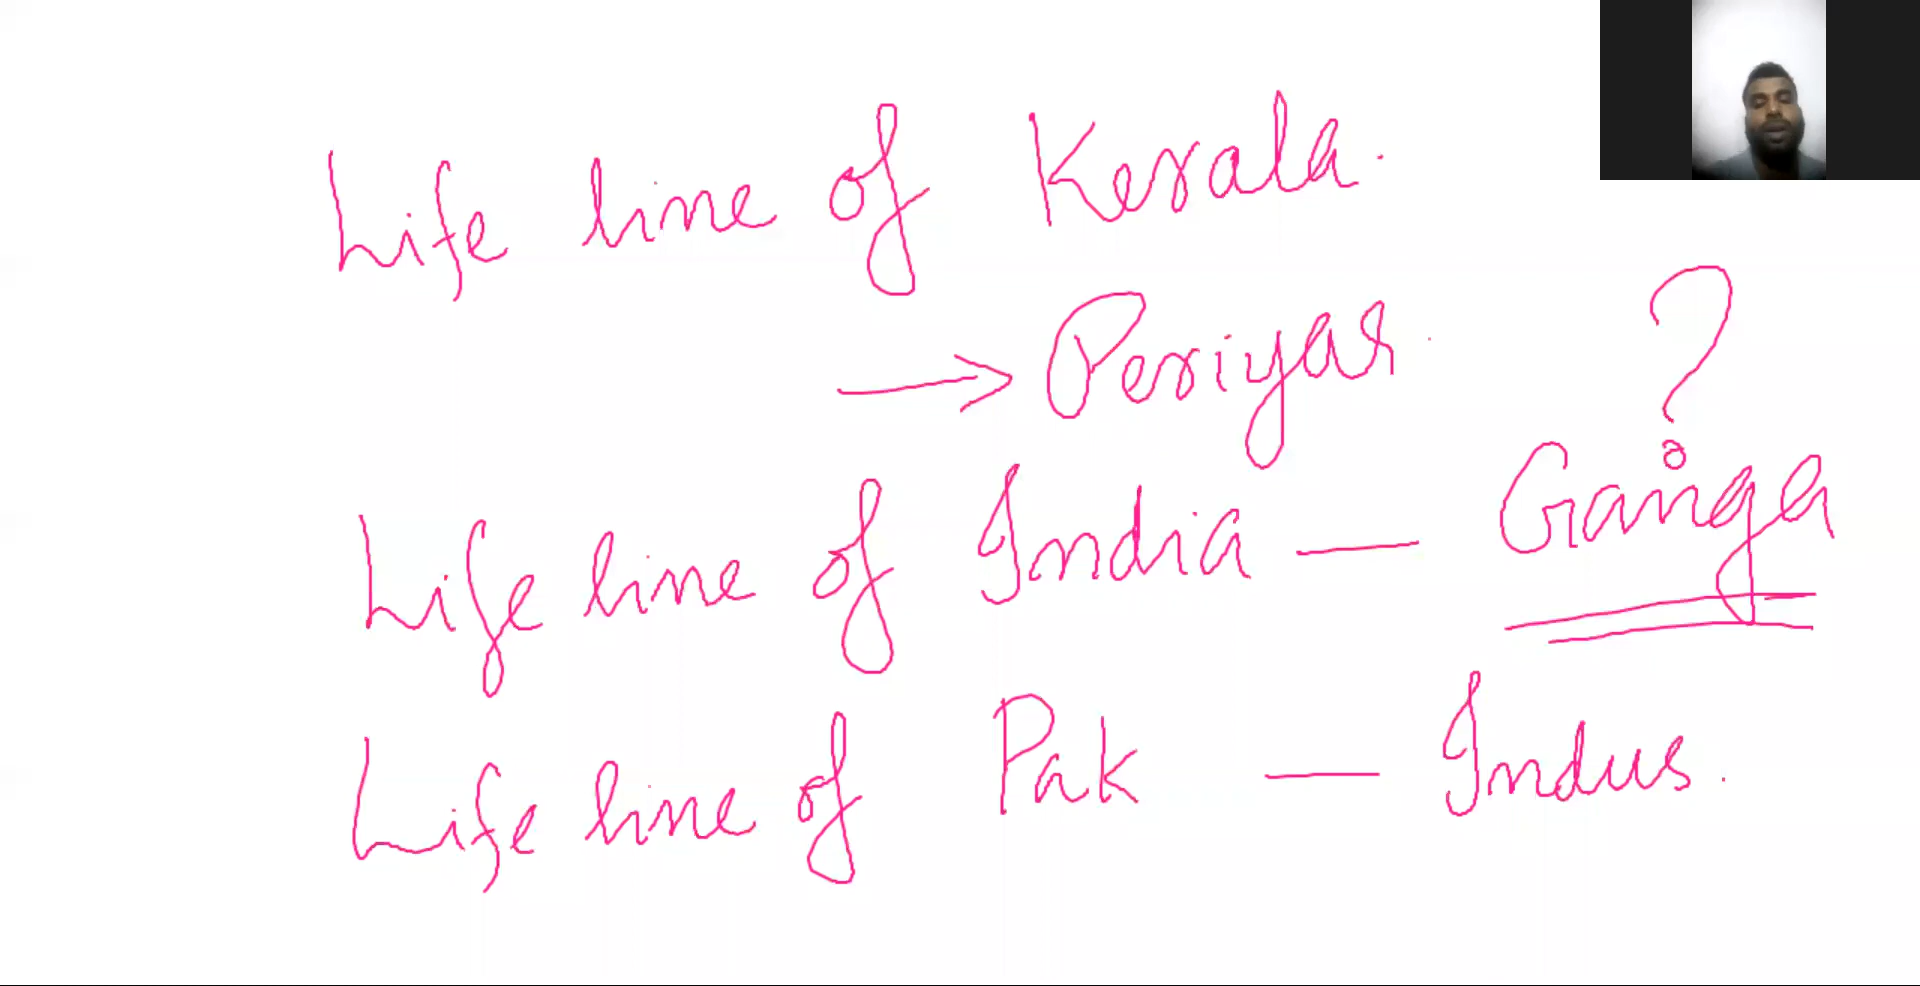 Life line of Kerala.
→ Periyar
?
Life line of India — Ganga
Life line of Pak — Indus.